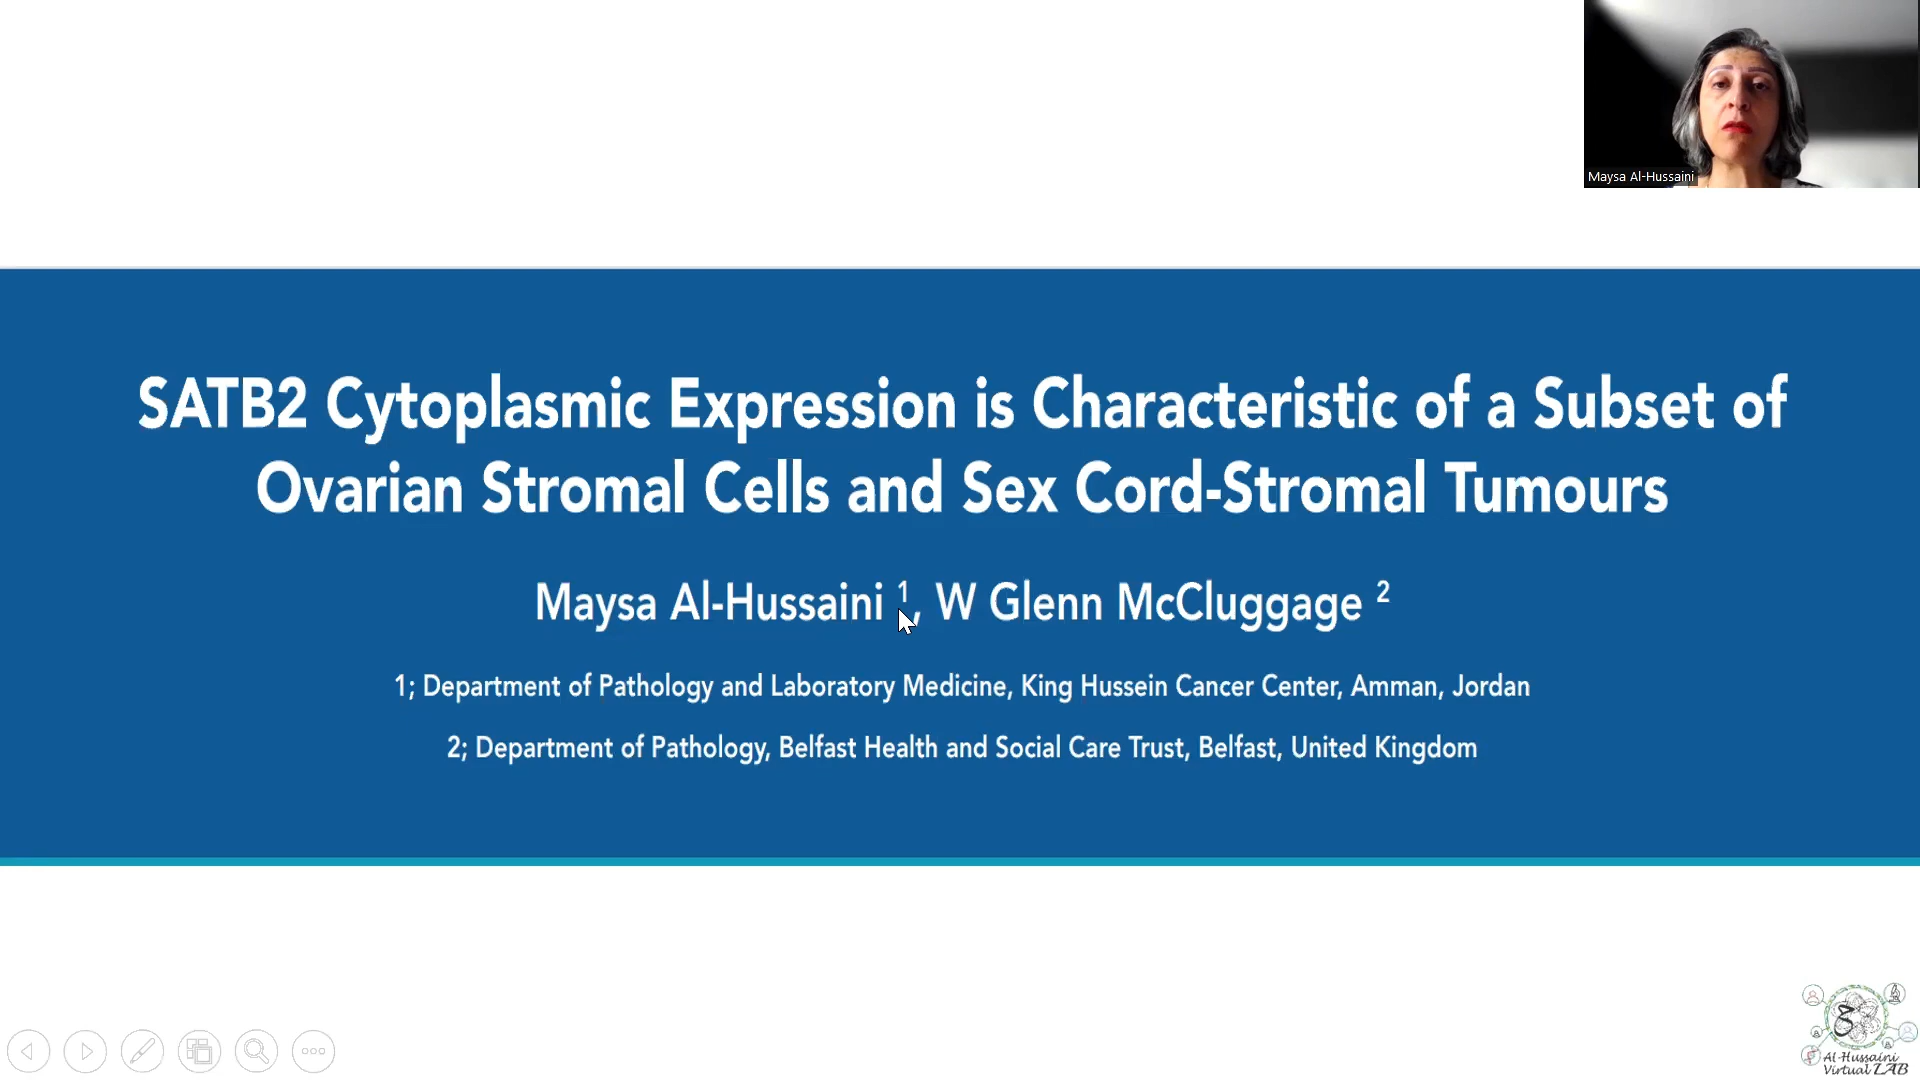 Maysa Al-Hussaini
SATB2 Cytoplasmic Expression is Characteristic of a Subset of
Ovarian Stromal Cells and Sex Cord-Stromal Tumours
Maysa Al-Hussaini 1, W Glenn McCluggage 2
1; Department of Pathology and Laboratory Medicine, King Hussein Cancer Center, Amman, Jordan
2; Department of Pathology, Belfast Health and Social Care Trust, Belfast, United Kingdom
Al-Hussaini
Virtual LAB